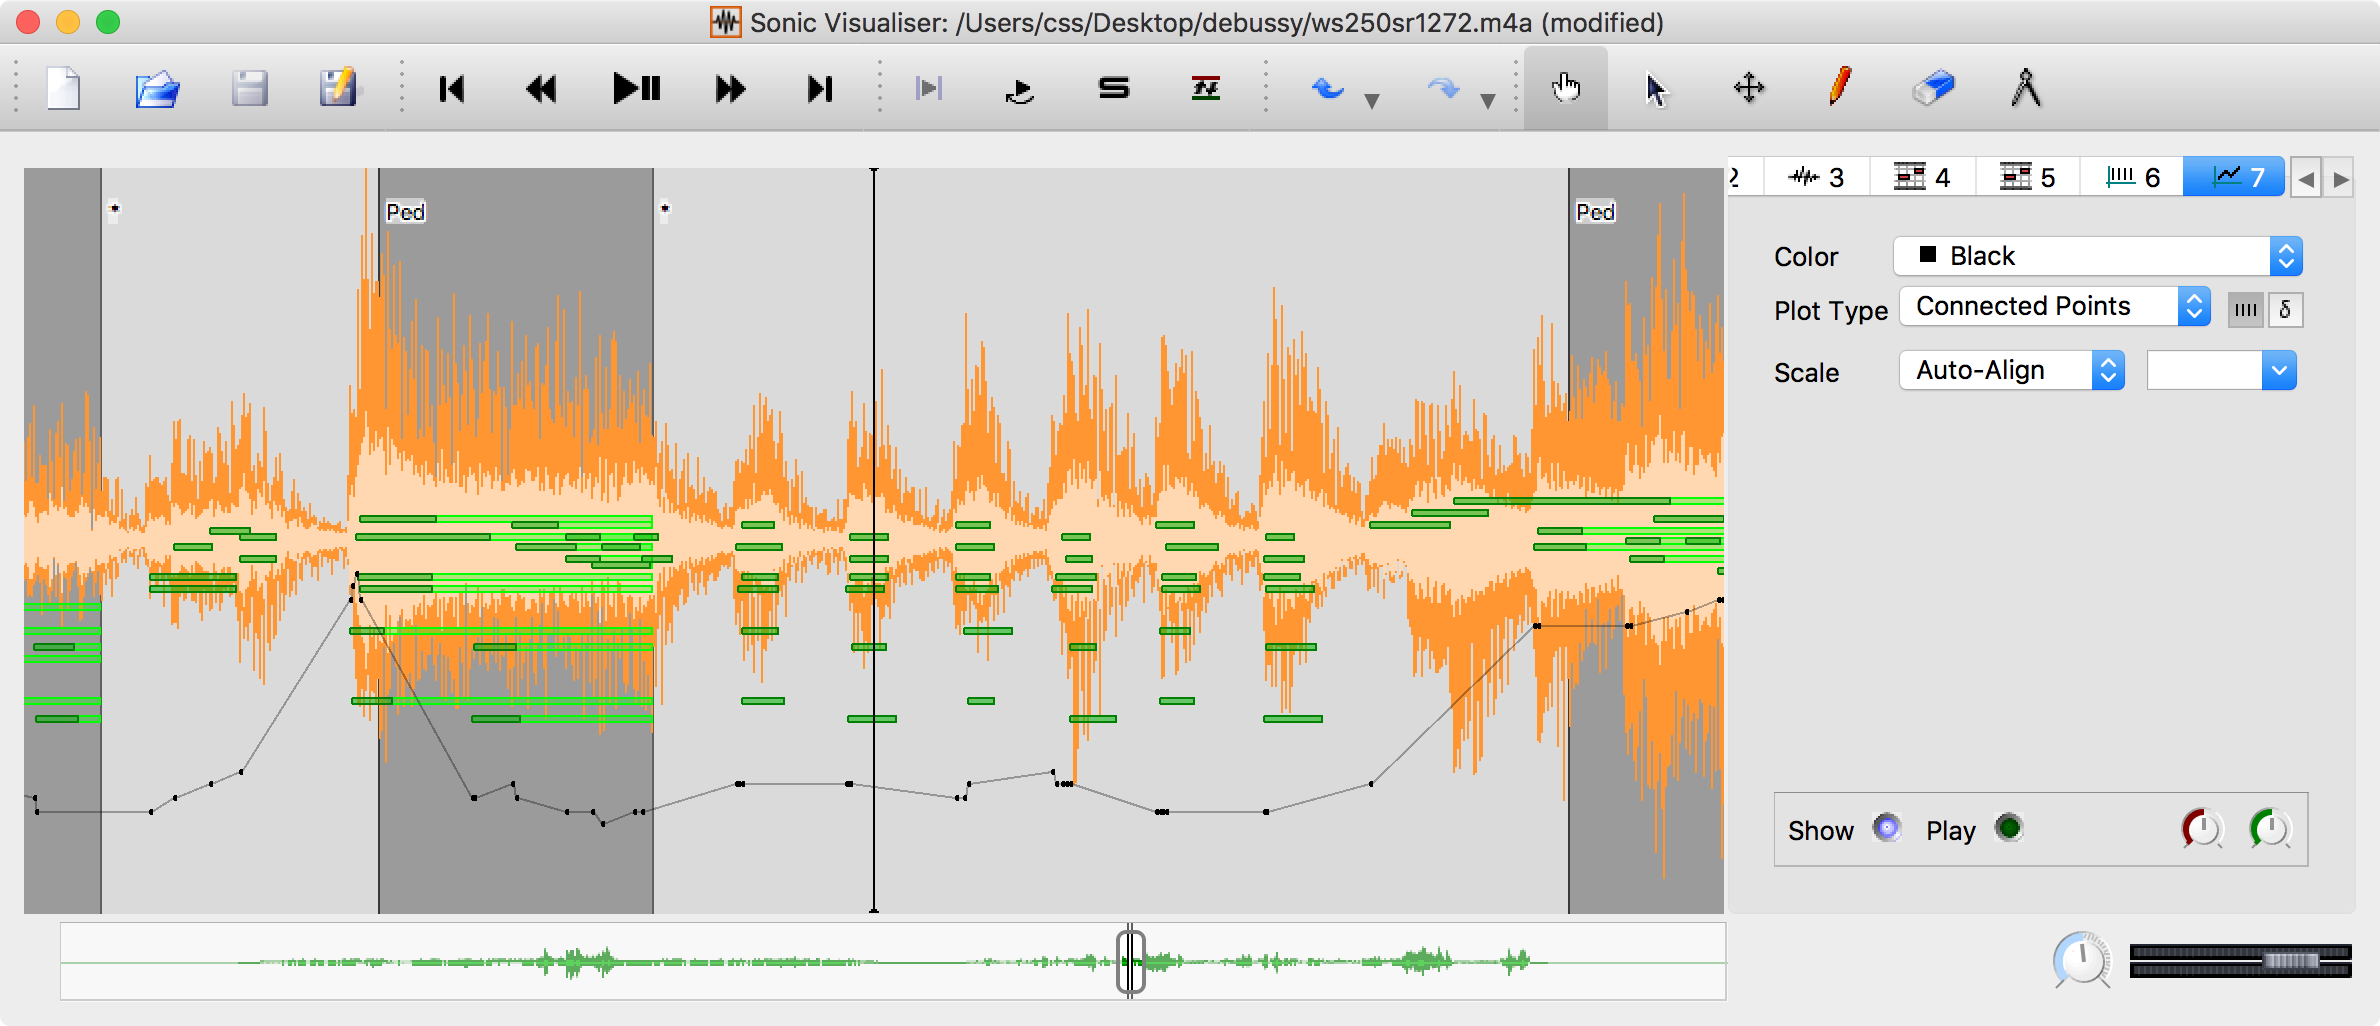 Sonic Visualiser: /Users/css/Desktop/debussy/ws250sr1272.m4a (modified)
* Ped * Ped
2 3 4 5 6 7
Color Black
Plot Type Connected Points δ
Scale Auto-Align
Show Play